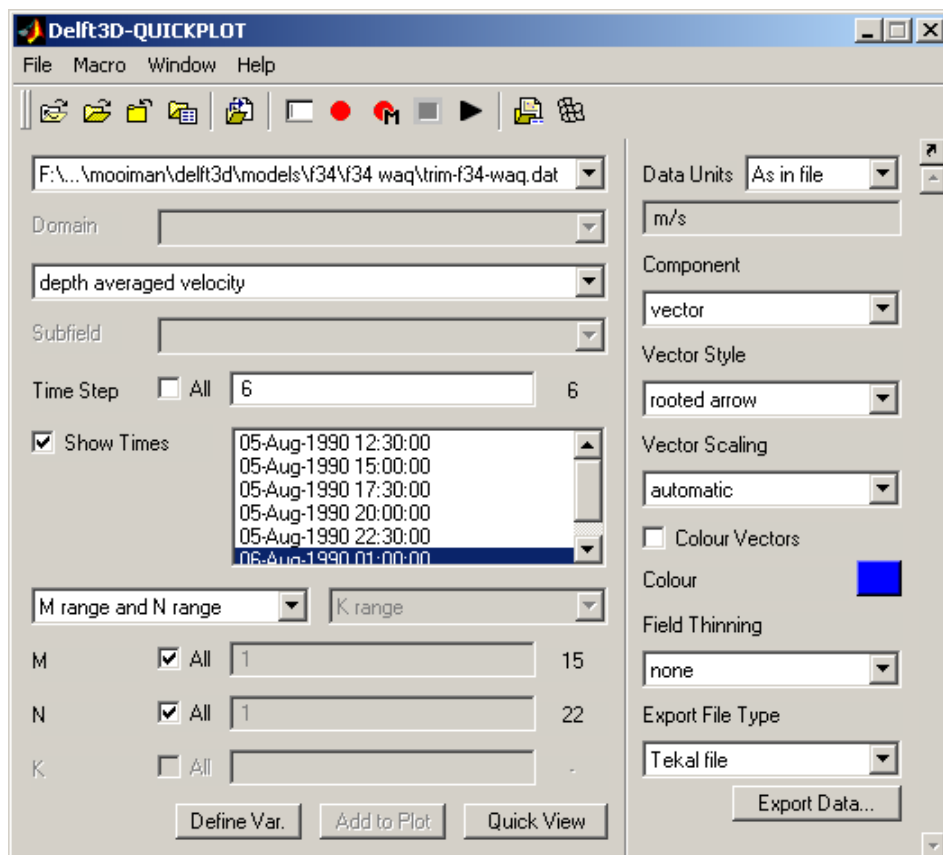 Delft3D-QUICKPLOT
File Macro Window Help
F:\...\mooiman\delft3d\models\f34\f34 waq\trim-f34-waq.dat
Domain
depth averaged velocity
Subfield
Time Step All 6 6
Show Times
05-Aug-1990 12:30:00
05-Aug-1990 15:00:00
05-Aug-1990 17:30:00
05-Aug-1990 20:00:00
05-Aug-1990 22:30:00
06-Aug-1990 01:00:00
M range and N range K range
M All 1 15
N All 1 22
K All -
Define Var. Add to Plot Quick View
Data Units As in file
m/s
Component
vector
Vector Style
rooted arrow
Vector Scaling
automatic
Colour Vectors
Colour
Field Thinning
none
Export File Type
Tekal file
Export Data...